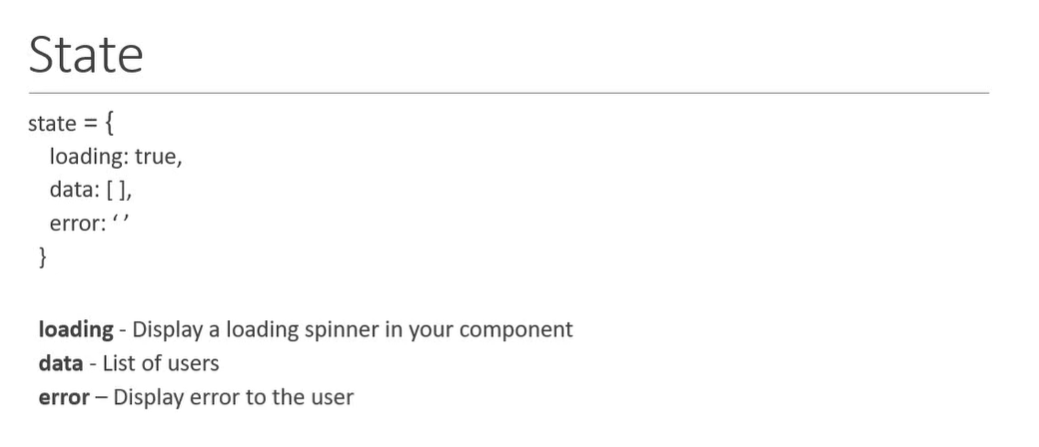 State
state = {
loading: true,
data: [ ],
error: ‘ ’
}
loading - Display a loading spinner in your component
data - List of users
error – Display error to the user